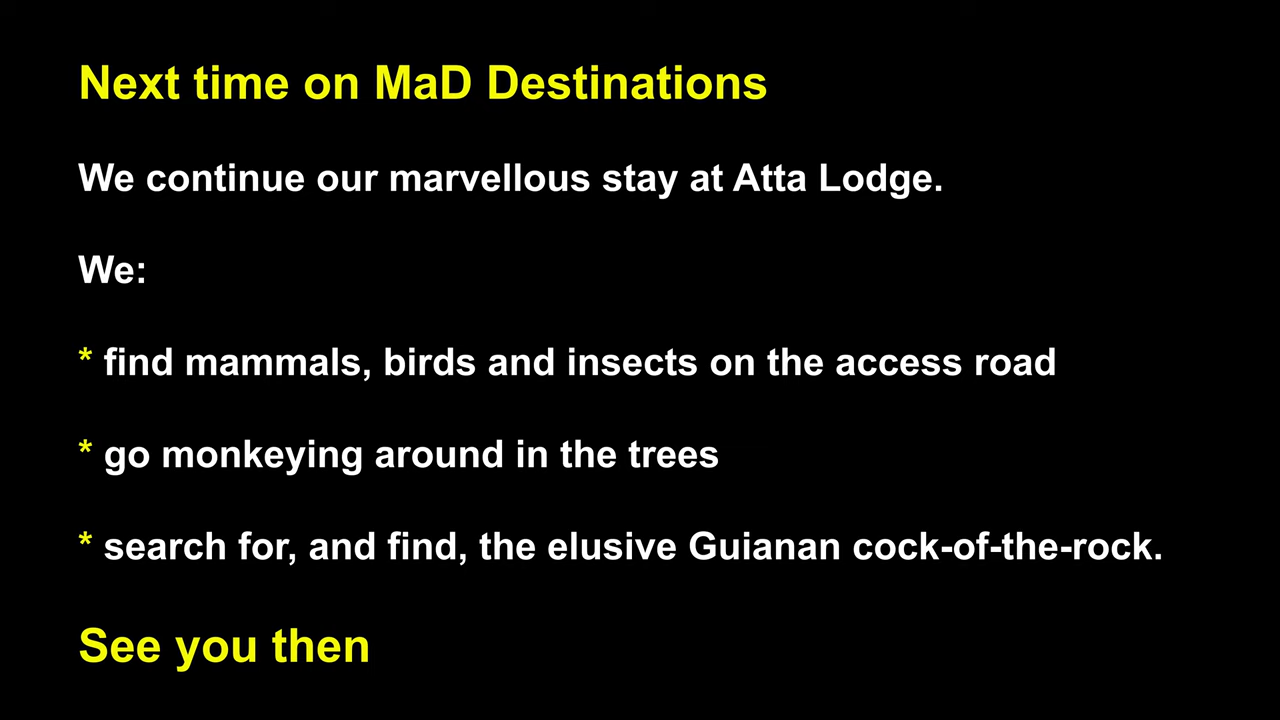 Next time on MaD Destinations
We continue our marvellous stay at Atta Lodge.
We:
* find mammals, birds and insects on the access road
* go monkeying around in the trees
* search for, and find, the elusive Guianan cock-of-the-rock.
See you then